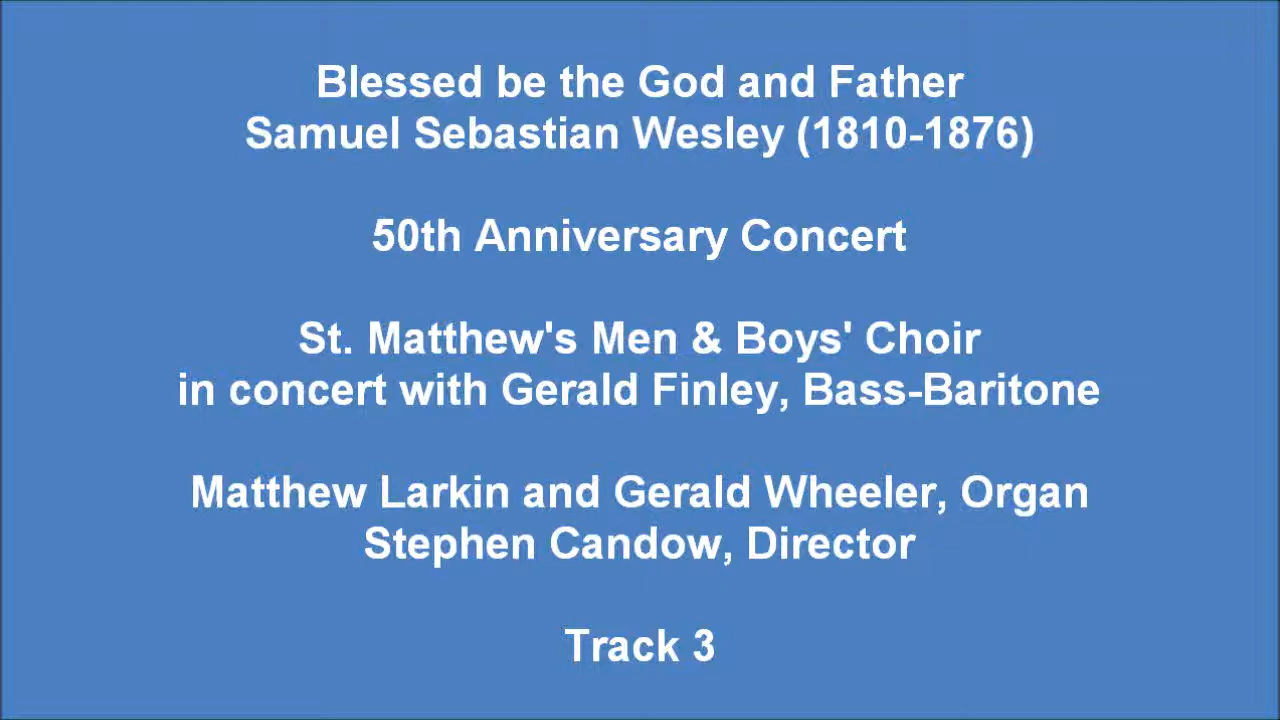 Blessed be the God and Father
Samuel Sebastian Wesley (1810-1876)
50th Anniversary Concert
St. Matthew's Men & Boys' Choir
in concert with Gerald Finley, Bass-Baritone
Matthew Larkin and Gerald Wheeler, Organ
Stephen Candow, Director
Track 3